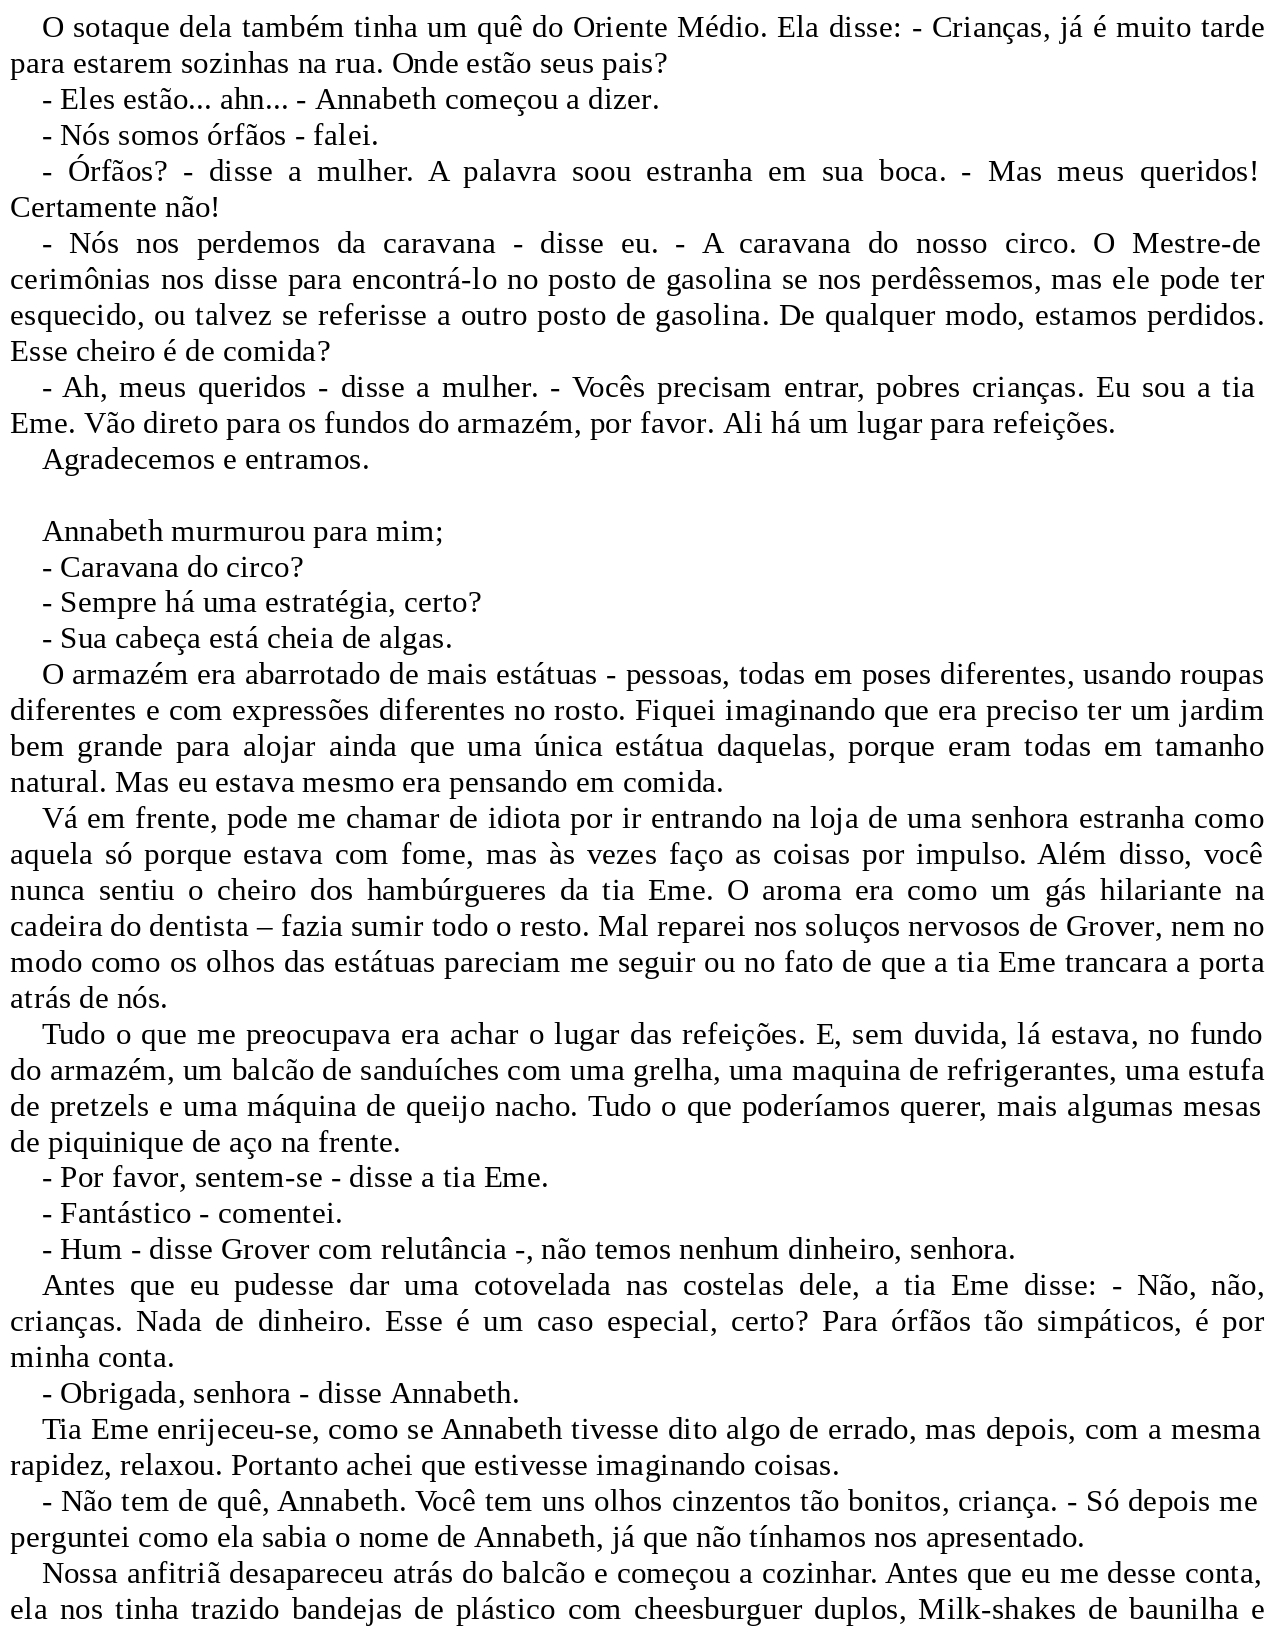 O sotaque dela também tinha um quê do Oriente Médio. Ela disse: - Crianças, já é muito tarde
para estarem sozinhas na rua. Onde estão seus pais?
- Eles estão... ahn... - Annabeth começou a dizer.
- Nós somos órfãos - falei.
- Órfãos? - disse a mulher. A palavra soou estranha em sua boca. - Mas meus queridos!
Certamente não!
- Nós nos perdemos da caravana - disse eu. - A caravana do nosso circo. O Mestre-de
cerimônias nos disse para encontrá-lo no posto de gasolina se nos perdêssemos, mas ele pode ter
esquecido, ou talvez se referisse a outro posto de gasolina. De qualquer modo, estamos perdidos.
Esse cheiro é de comida?
- Ah, meus queridos - disse a mulher. - Vocês precisam entrar, pobres crianças. Eu sou a tia
Eme. Vão direto para os fundos do armazém, por favor. Ali há um lugar para refeições.
Agradecemos e entramos.
Annabeth murmurou para mim;
- Caravana do circo?
- Sempre há uma estratégia, certo?
- Sua cabeça está cheia de algas.
O armazém era abarrotado de mais estátuas - pessoas, todas em poses diferentes, usando roupas
diferentes e com expressões diferentes no rosto. Fiquei imaginando que era preciso ter um jardim
bem grande para alojar ainda que uma única estátua daquelas, porque eram todas em tamanho
natural. Mas eu estava mesmo era pensando em comida.
Vá em frente, pode me chamar de idiota por ir entrando na loja de uma senhora estranha como
aquela só porque estava com fome, mas às vezes faço as coisas por impulso. Além disso, você
nunca sentiu o cheiro dos hambúrgueres da tia Eme. O aroma era como um gás hilariante na
cadeira do dentista – fazia sumir todo o resto. Mal reparei nos soluços nervosos de Grover, nem no
modo como os olhos das estátuas pareciam me seguir ou no fato de que a tia Eme trancara a porta
atrás de nós.
Tudo o que me preocupava era achar o lugar das refeições. E, sem duvida, lá estava, no fundo
do armazém, um balcão de sanduíches com uma grelha, uma maquina de refrigerantes, uma estufa
de pretzels e uma máquina de queijo nacho. Tudo o que poderíamos querer, mais algumas mesas
de piquinique de aço na frente.
- Por favor, sentem-se - disse a tia Eme.
- Fantástico - comentei.
- Hum - disse Grover com relutância -, não temos nenhum dinheiro, senhora.
Antes que eu pudesse dar uma cotovelada nas costelas dele, a tia Eme disse: - Não, não,
crianças. Nada de dinheiro. Esse é um caso especial, certo? Para órfãos tão simpáticos, é por
minha conta.
- Obrigada, senhora - disse Annabeth.
Tia Eme enrijeceu-se, como se Annabeth tivesse dito algo de errado, mas depois, com a mesma
rapidez, relaxou. Portanto achei que estivesse imaginando coisas.
- Não tem de quê, Annabeth. Você tem uns olhos cinzentos tão bonitos, criança. - Só depois me
perguntei como ela sabia o nome de Annabeth, já que não tínhamos nos apresentado.
Nossa anfitriã desapareceu atrás do balcão e começou a cozinhar. Antes que eu me desse conta,
ela nos tinha trazido bandejas de plástico com cheesburguer duplos, Milk-shakes de baunilha e